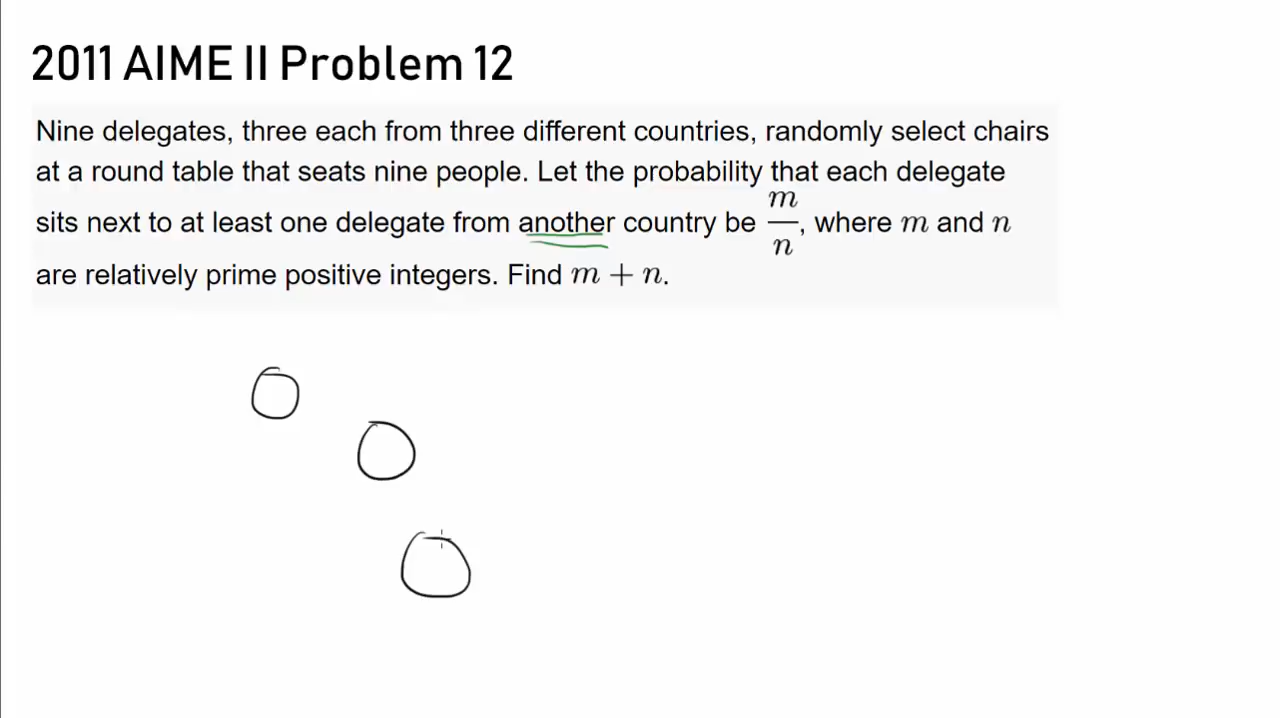 2011 AIME II Problem 12
Nine delegates, three each from three different countries, randomly select chairs
at a round table that seats nine people. Let the probability that each delegate
sits next to at least one delegate from another country be m/n, where m and n
are relatively prime positive integers. Find m + n.